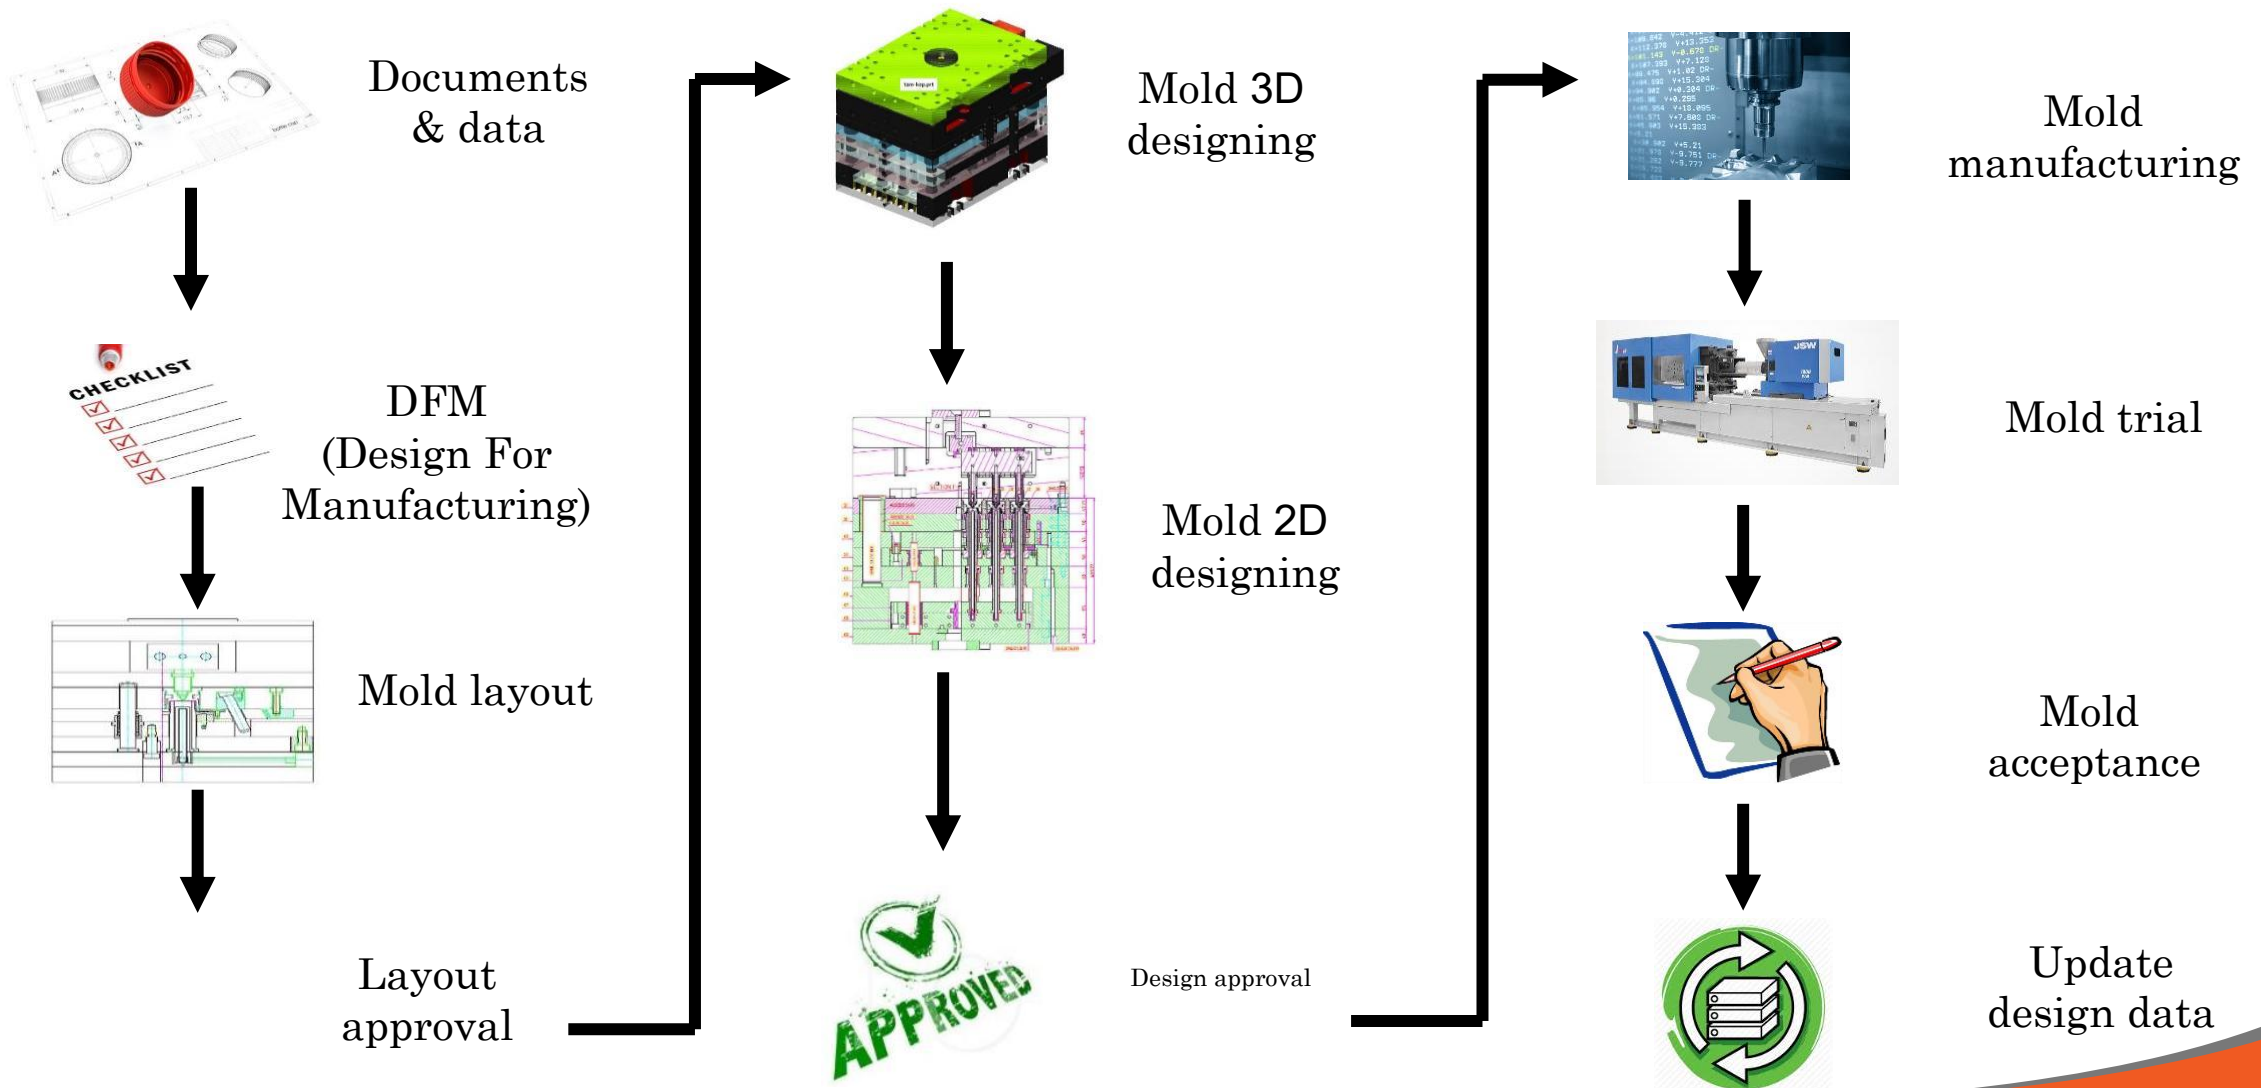 Documents
& data
CHECKLIST
DFM
(Design For
Manufacturing)
Mold layout
Layout
approval
Mold 3D
designing
Mold 2D
designing
APPROVED
Design approval
Mold
manufacturing
JSW
Mold trial
Mold
acceptance
Update
design data